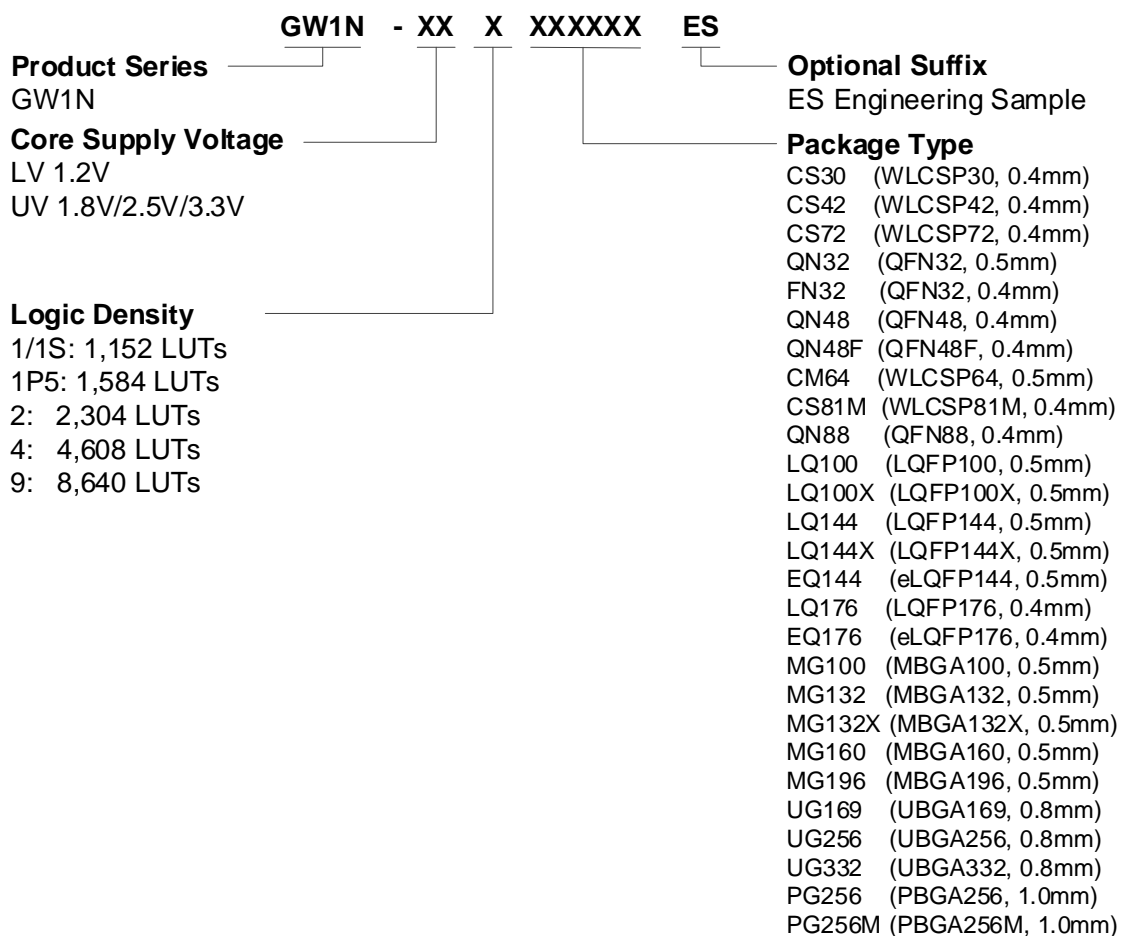 GW1N - XX X XXXXXX ES
Product Series
GW1N
Core Supply Voltage
LV 1.2V
UV 1.8V/2.5V/3.3V
Logic Density
1/1S: 1,152 LUTs
1P5: 1,584 LUTs
2: 2,304 LUTs
4: 4,608 LUTs
9: 8,640 LUTs
Optional Suffix
ES Engineering Sample
Package Type
CS30 (WLCSP30, 0.4mm)
CS42 (WLCSP42, 0.4mm)
CS72 (WLCSP72, 0.4mm)
QN32 (QFN32, 0.5mm)
FN32 (QFN32, 0.4mm)
QN48 (QFN48, 0.4mm)
QN48F (QFN48F, 0.4mm)
CM64 (WLCSP64, 0.5mm)
CS81M (WLCSP81M, 0.4mm)
QN88 (QFN88, 0.4mm)
LQ100 (LQFP100, 0.5mm)
LQ100X (LQFP100X, 0.5mm)
LQ144 (LQFP144, 0.5mm)
LQ144X (LQFP144X, 0.5mm)
EQ144 (eLQFP144, 0.5mm)
LQ176 (LQFP176, 0.4mm)
EQ176 (eLQFP176, 0.4mm)
MG100 (MBGA100, 0.5mm)
MG132 (MBGA132, 0.5mm)
MG132X (MBGA132X, 0.5mm)
MG160 (MBGA160, 0.5mm)
MG196 (MBGA196, 0.5mm)
UG169 (UBGA169, 0.8mm)
UG256 (UBGA256, 0.8mm)
UG332 (UBGA332, 0.8mm)
PG256 (PBGA256, 1.0mm)
PG256M (PBGA256M, 1.0mm)